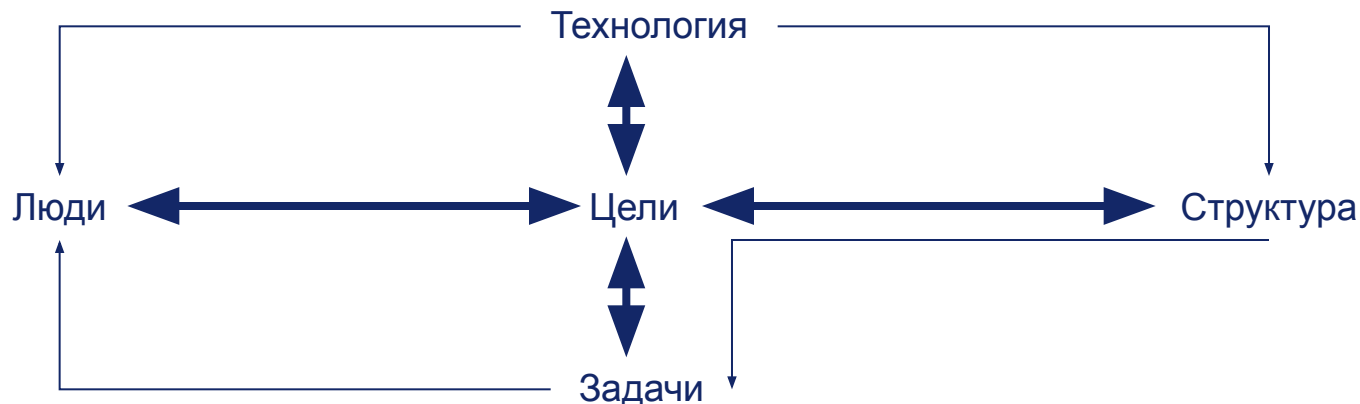 Технология
Люди
Цели
Структура
Задачи